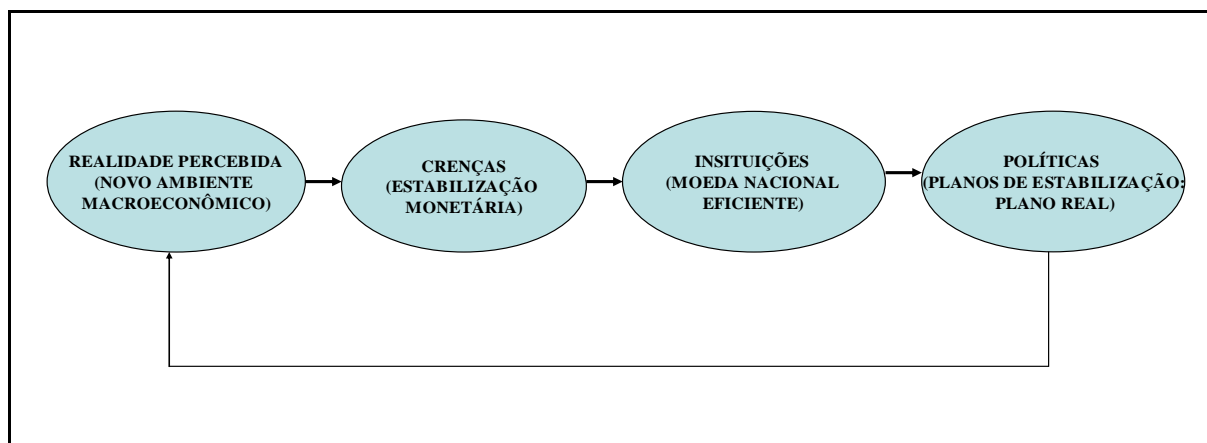 REALIDADE PERCEBIDA
(NOVO AMBIENTE
MACROECONÔMICO)
CRENÇAS
(ESTABILIZAÇÃO
MONETÁRIA)
INSITUIÇÕES
(MOEDA NACIONAL
EFICIENTE)
POLÍTICAS
(PLANOS DE ESTABILIZAÇÃO:
PLANO REAL)